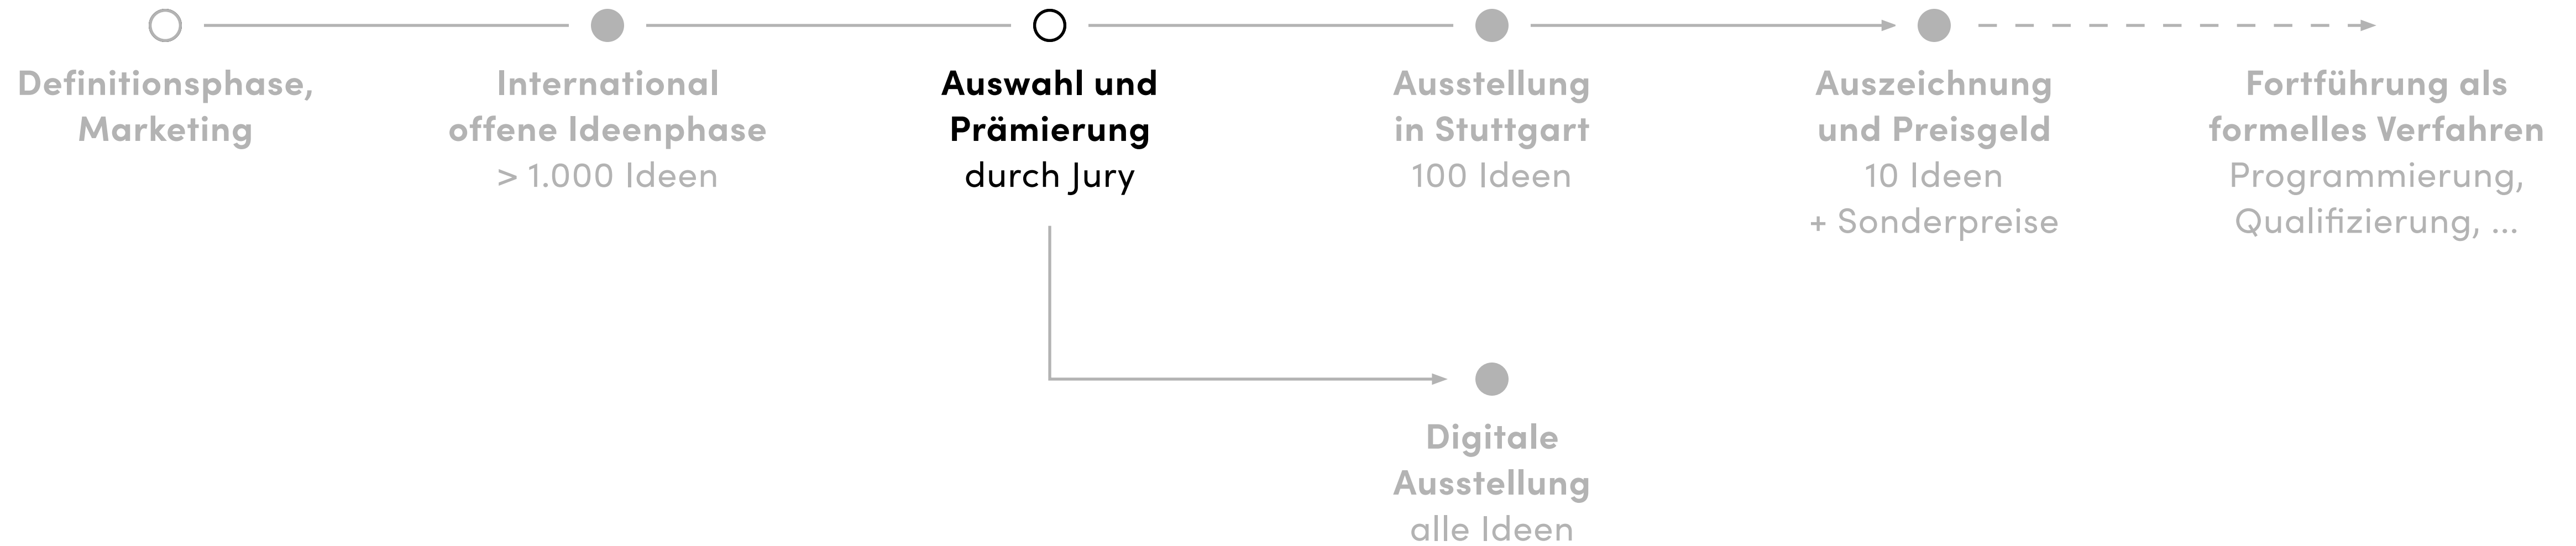 Definitionsphase,
Marketing
International
offene Ideenphase
> 1.000 Ideen
Auswahl und
Prämierung
durch Jury
Ausstellung
in Stuttgart
100 Ideen
Auszeichnung
und Preisgeld
10 Ideen
+ Sonderpreise
Fortführung als
formelles Verfahren
Programmierung,
Qualifizierung, ...
Digitale
Ausstellung
alle Ideen